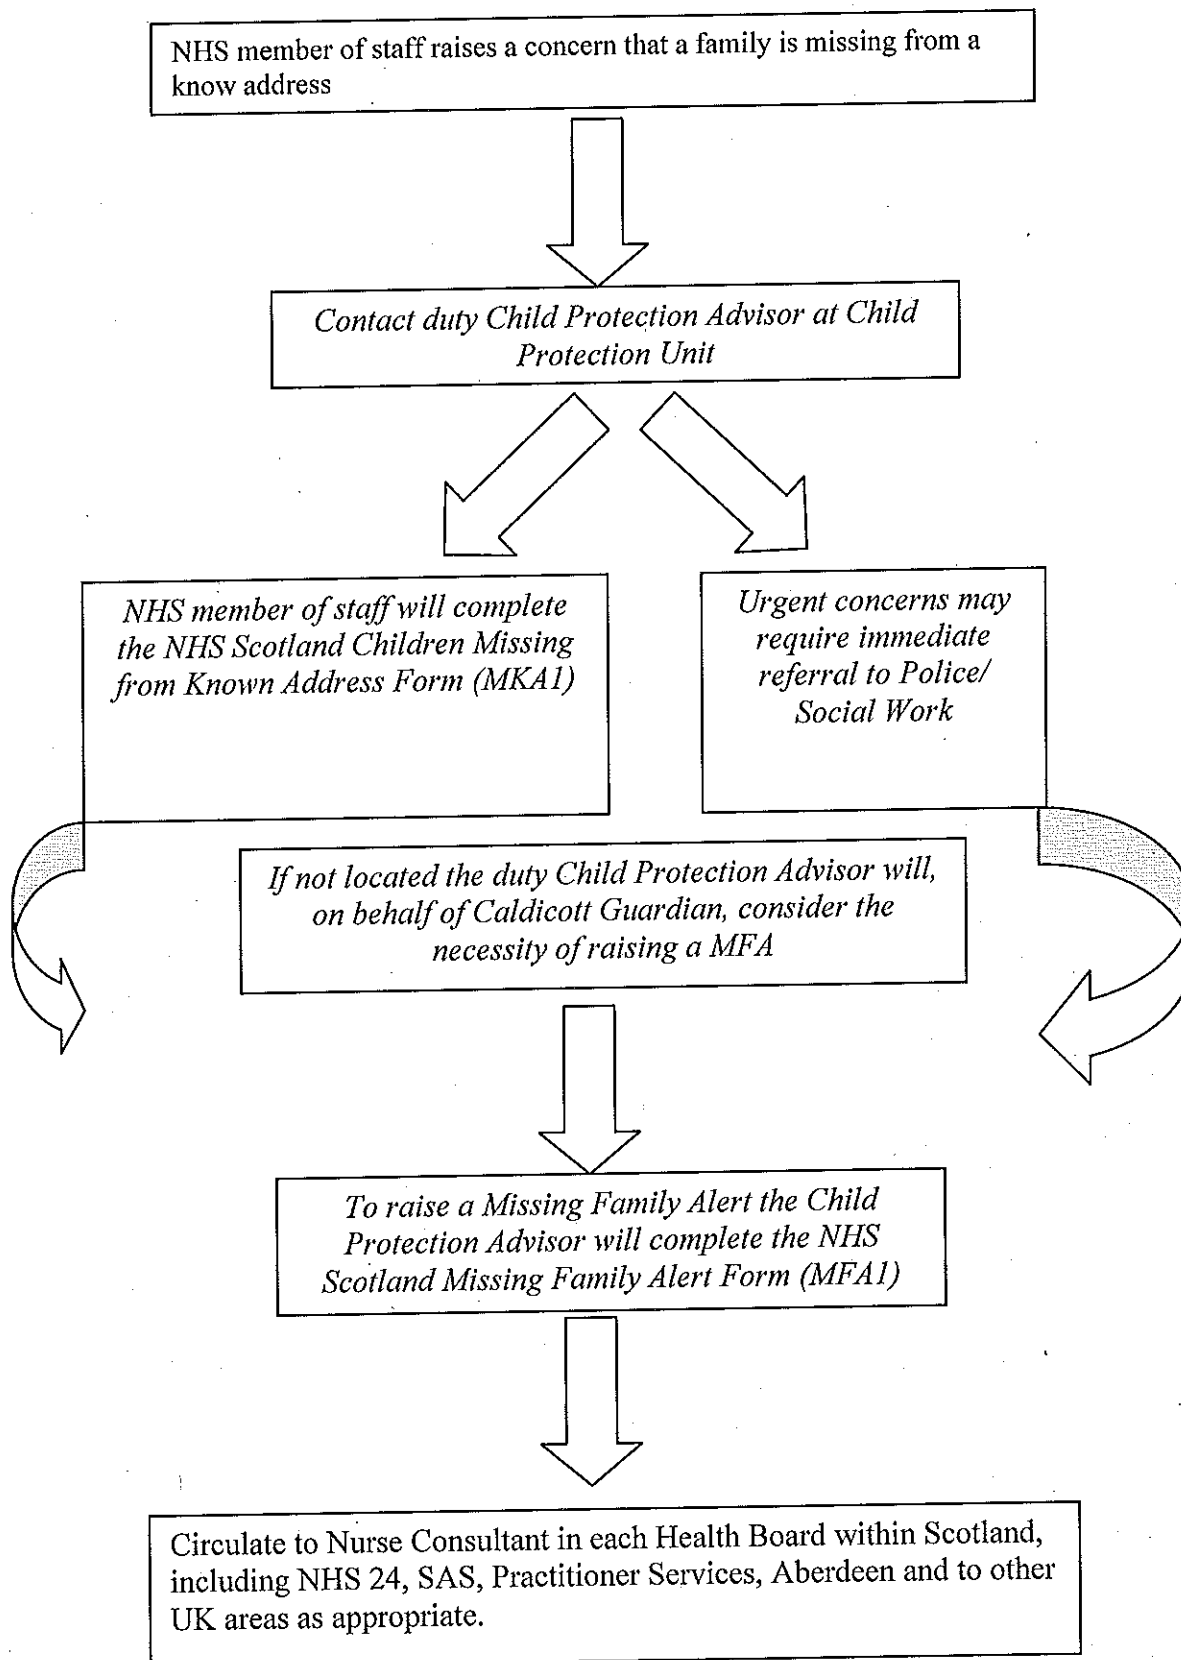 NHS member of staff raises a concern that a family is missing from a
know address
Contact duty Child Protection Advisor at Child
Protection Unit
NHS member of staff will complete
the NHS Scotland Children Missing
from Known Address Form (MKA1)
Urgent concerns may
require immediate
referral to Police/
Social Work
If not located the duty Child Protection Advisor will,
on behalf of Caldicott Guardian, consider the
necessity of raising a MFA
To raise a Missing Family Alert the Child
Protection Advisor will complete the NHS
Scotland Missing Family Alert Form (MFA1)
Circulate to Nurse Consultant in each Health Board within Scotland,
including NHS 24, SAS, Practitioner Services, Aberdeen and to other
UK areas as appropriate.